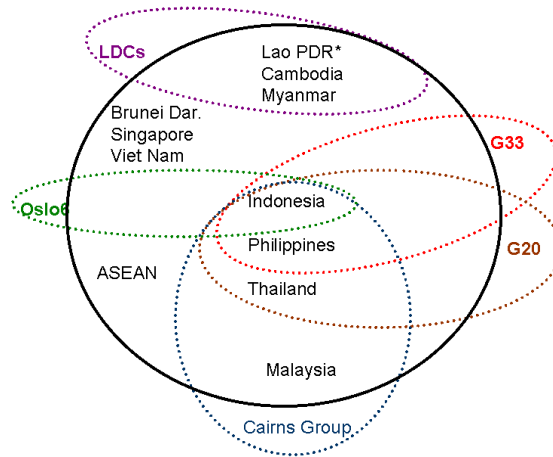 LDCs
Lao PDR*
Cambodia
Myanmar
Brunei Dar.
Singapore
Viet Nam
G33
Oslo6
Indonesia
Philippines
G20
ASEAN
Thailand
Malaysia
Cairns Group